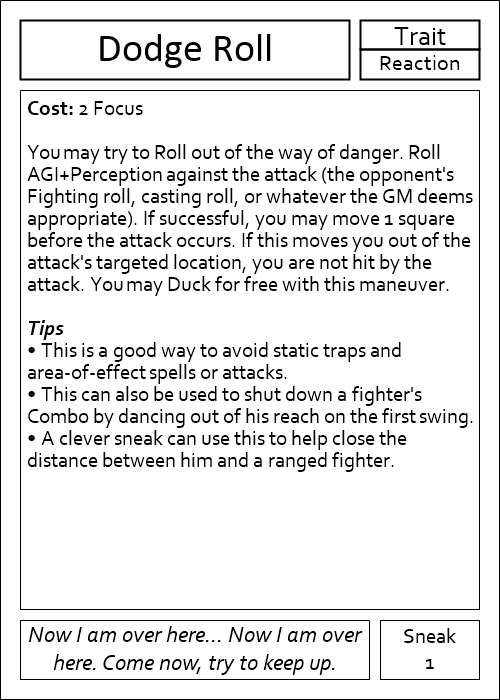 Dodge Roll
Trait
Reaction
Cost: 2 Focus
You may try to Roll out of the way of danger. Roll
AGI+Perception against the attack (the opponent's
Fighting roll, casting roll, or whatever the GM deems
appropriate). If successful, you may move 1 square
before the attack occurs. If this moves you out of the
attack's targeted location, you are not hit by the
attack. You may Duck for free with this maneuver.
Tips
• This is a good way to avoid static traps and
area-of-effect spells or attacks.
• This can also be used to shut down a fighter's
Combo by dancing out of his reach on the first swing.
• A clever sneak can use this to help close the
distance between him and a ranged fighter.
Now I am over here... Now I am over
here. Come now, try to keep up.
Sneak
1